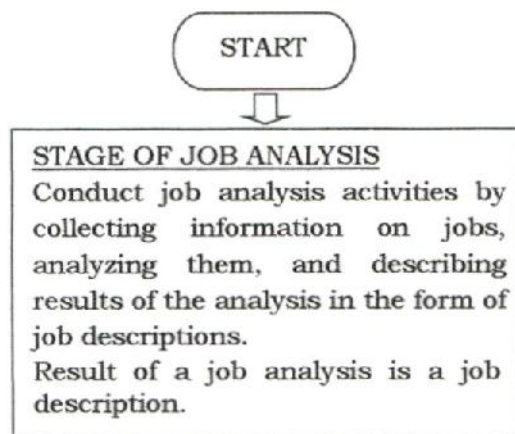 START
STAGE OF JOB ANALYSIS
Conduct job analysis activities by
collecting information on jobs,
analyzing them, and describing
results of the analysis in the form of
job descriptions.
Result of a job analysis is a job
description.